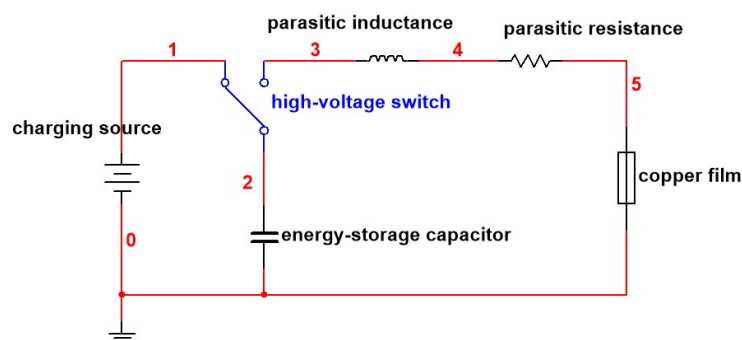 parasitic inductance
parasitic resistance
1
3
4
5
high-voltage switch
charging source
copper film
2
0
energy-storage capacitor